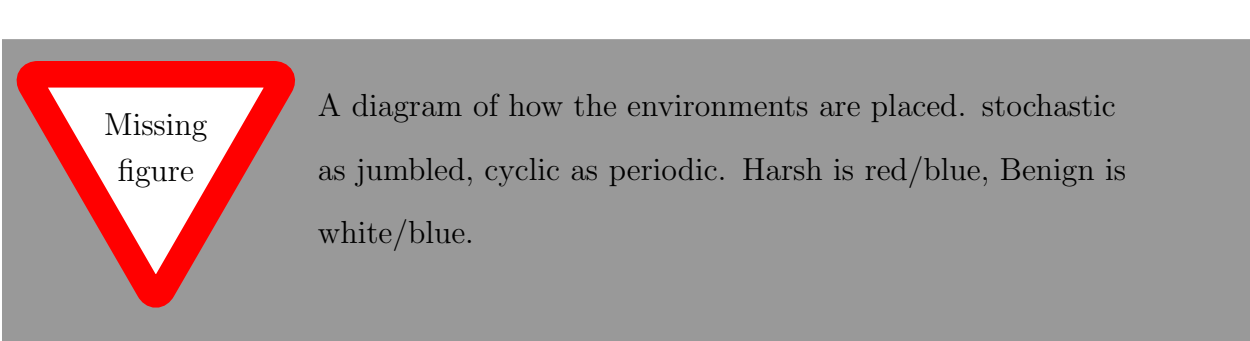 Missing
figure
A diagram of how the environments are placed. stochastic
as jumbled, cyclic as periodic. Harsh is red/blue, Benign is
white/blue.